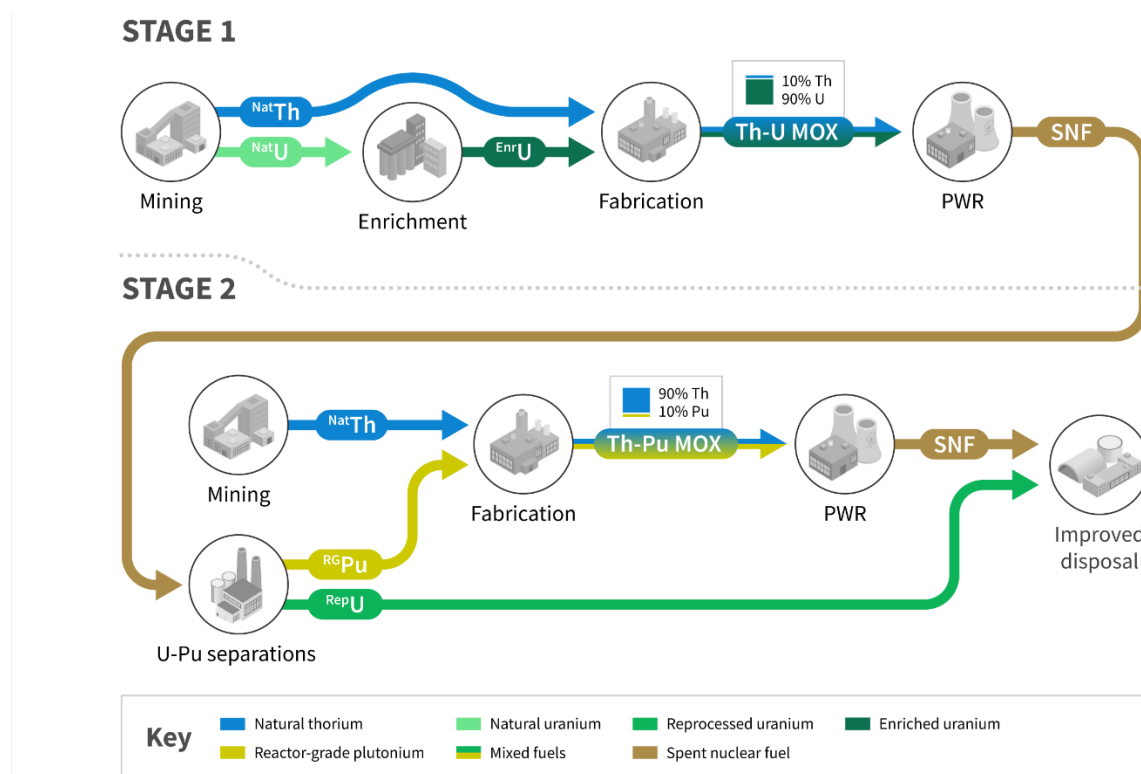 STAGE 1
10% Th
90% U
NatTh
Th-U MOX
SNF
NatU
EnrU
Mining
Enrichment
Fabrication
PWR
STAGE 2
90% Th
10% Pu
NatTh
Th-Pu MOX
SNF
Mining
Fabrication
PWR
Improved
disposal
RGPu
RepU
U-Pu separations
Key
Natural thorium
Natural uranium
Reprocessed uranium
Enriched uranium
Reactor-grade plutonium
Mixed fuels
Spent nuclear fuel